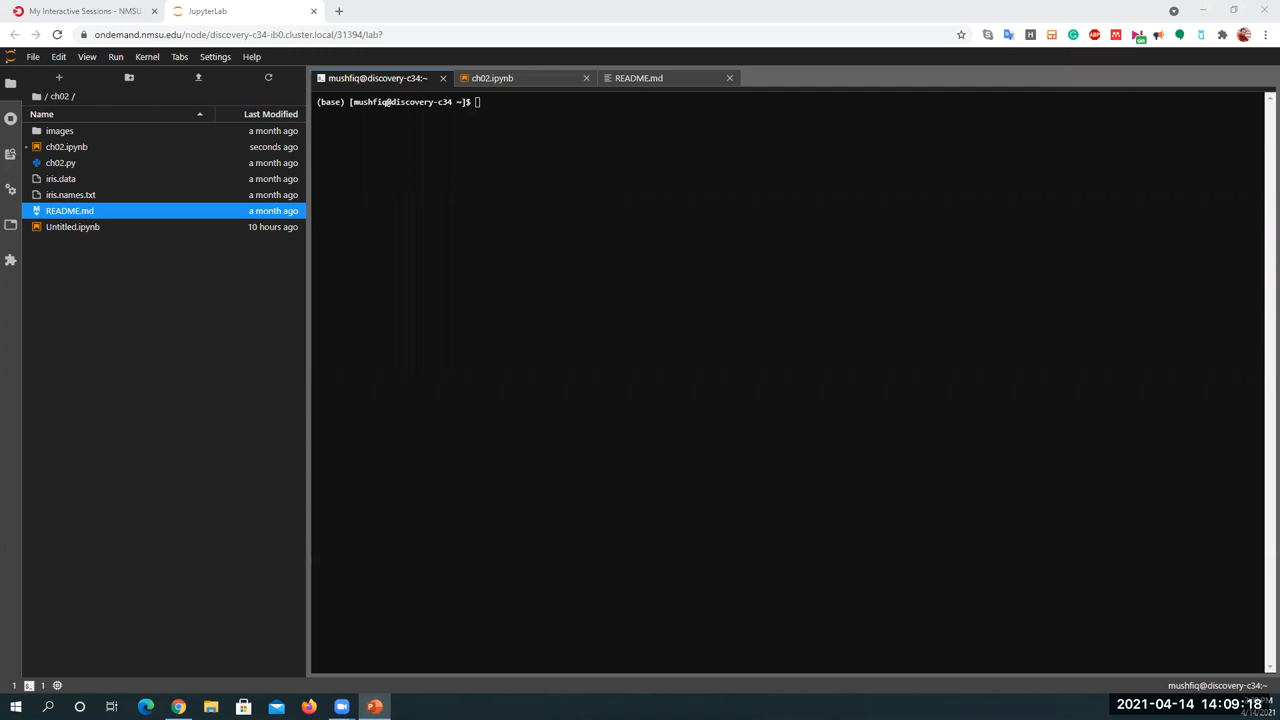 My Interactive Sessions - NMSU
JupyterLab
ondemand.nmsu.edu/node/discovery-c34-ib0.cluster.local/31394/lab?
File Edit View Run Kernel Tabs Settings Help
mushfiq@discovery-c34:~
ch02.ipynb
README.md
/ ch02 /
(base) [mushfiq@discovery-c34 ~]$
Name Last Modified
images a month ago
ch02.ipynb seconds ago
ch02.py a month ago
iris.data a month ago
iris.names.txt a month ago
README.md a month ago
Untitled.ipynb 10 hours ago
1 1
mushfiq@discovery-c34:~
2021-04-14 14:09:18
4/14/2021